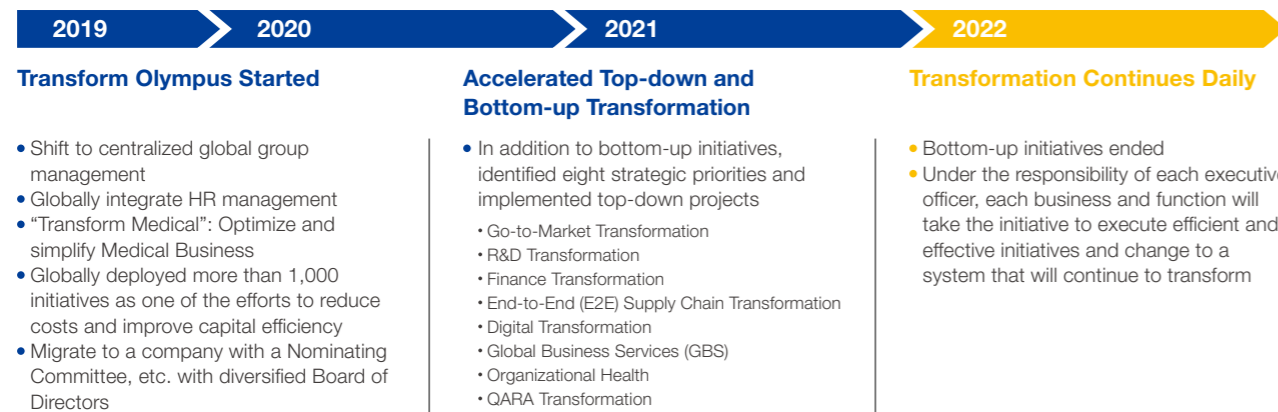 2019
2020
2021
2022
Transform Olympus Started
• Shift to centralized global group
management
• Globally integrate HR management
• “Transform Medical”: Optimize and
simplify Medical Business
• Globally deployed more than 1,000
initiatives as one of the efforts to reduce
costs and improve capital efficiency
• Migrate to a company with a Nominating
Committee, etc. with diversified Board of
Directors
Accelerated Top-down and
Bottom-up Transformation
• In addition to bottom-up initiatives,
identified eight strategic priorities and
implemented top-down projects
• Go-to-Market Transformation
• R&D Transformation
• Finance Transformation
• End-to-End (E2E) Supply Chain Transformation
• Digital Transformation
• Global Business Services (GBS)
• Organizational Health
• QARA Transformation
Transformation Continues Daily
• Bottom-up initiatives ended
• Under the responsibility of each executive
officer, each business and function will
take the initiative to execute efficient and
effective initiatives and change to a
system that will continue to transform